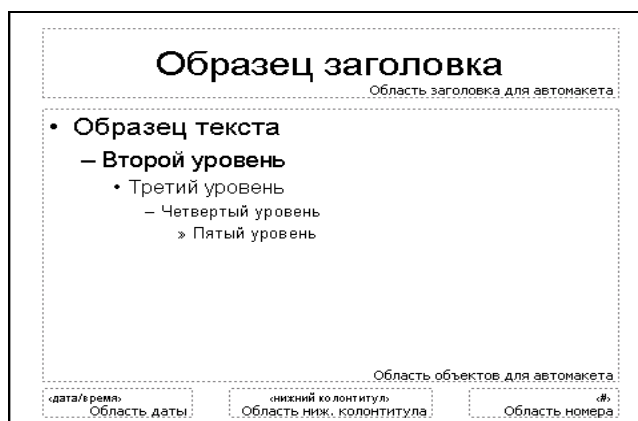 Образец заголовка
Область заголовка для автомакета
• Образец текста
– Второй уровень
• Третий уровень
– Четвертый уровень
» Пятый уровень
Область объектов для автомакета
‹дата/время› ‹нижний колонтитул› ‹#›
Область даты Область ниж. колонтитула Область номера